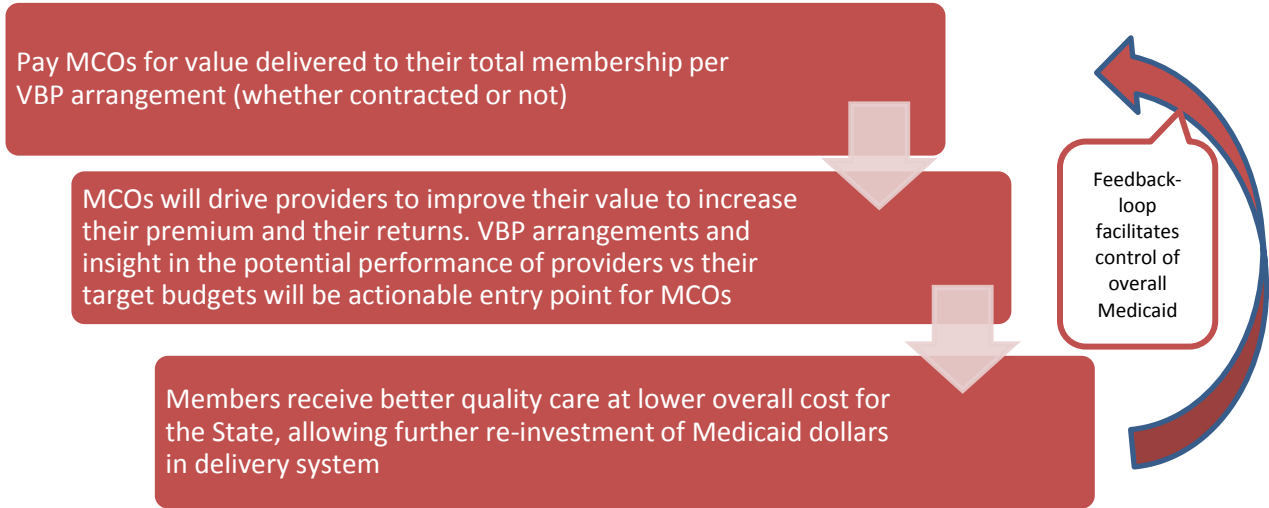 Pay MCOs for value delivered to their total membership per
VBP arrangement (whether contracted or not)
MCOs will drive providers to improve their value to increase
their premium and their returns. VBP arrangements and
insight in the potential performance of providers vs their
target budgets will be actionable entry point for MCOs
Members receive better quality care at lower overall cost for
the State, allowing further re-investment of Medicaid dollars
in delivery system
Feedback-
loop
facilitates
control of
overall
Medicaid